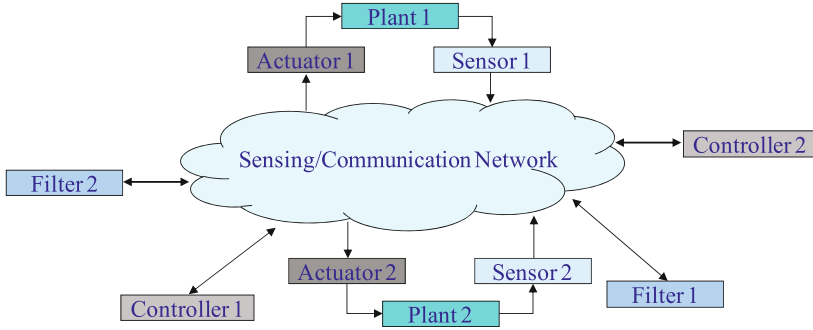 Plant 1
Actuator 1
Sensor 1
Sensing/Communication Network
Controller 2
Filter 2
Actuator 2
Sensor 2
Controller 1
Plant 2
Filter 1